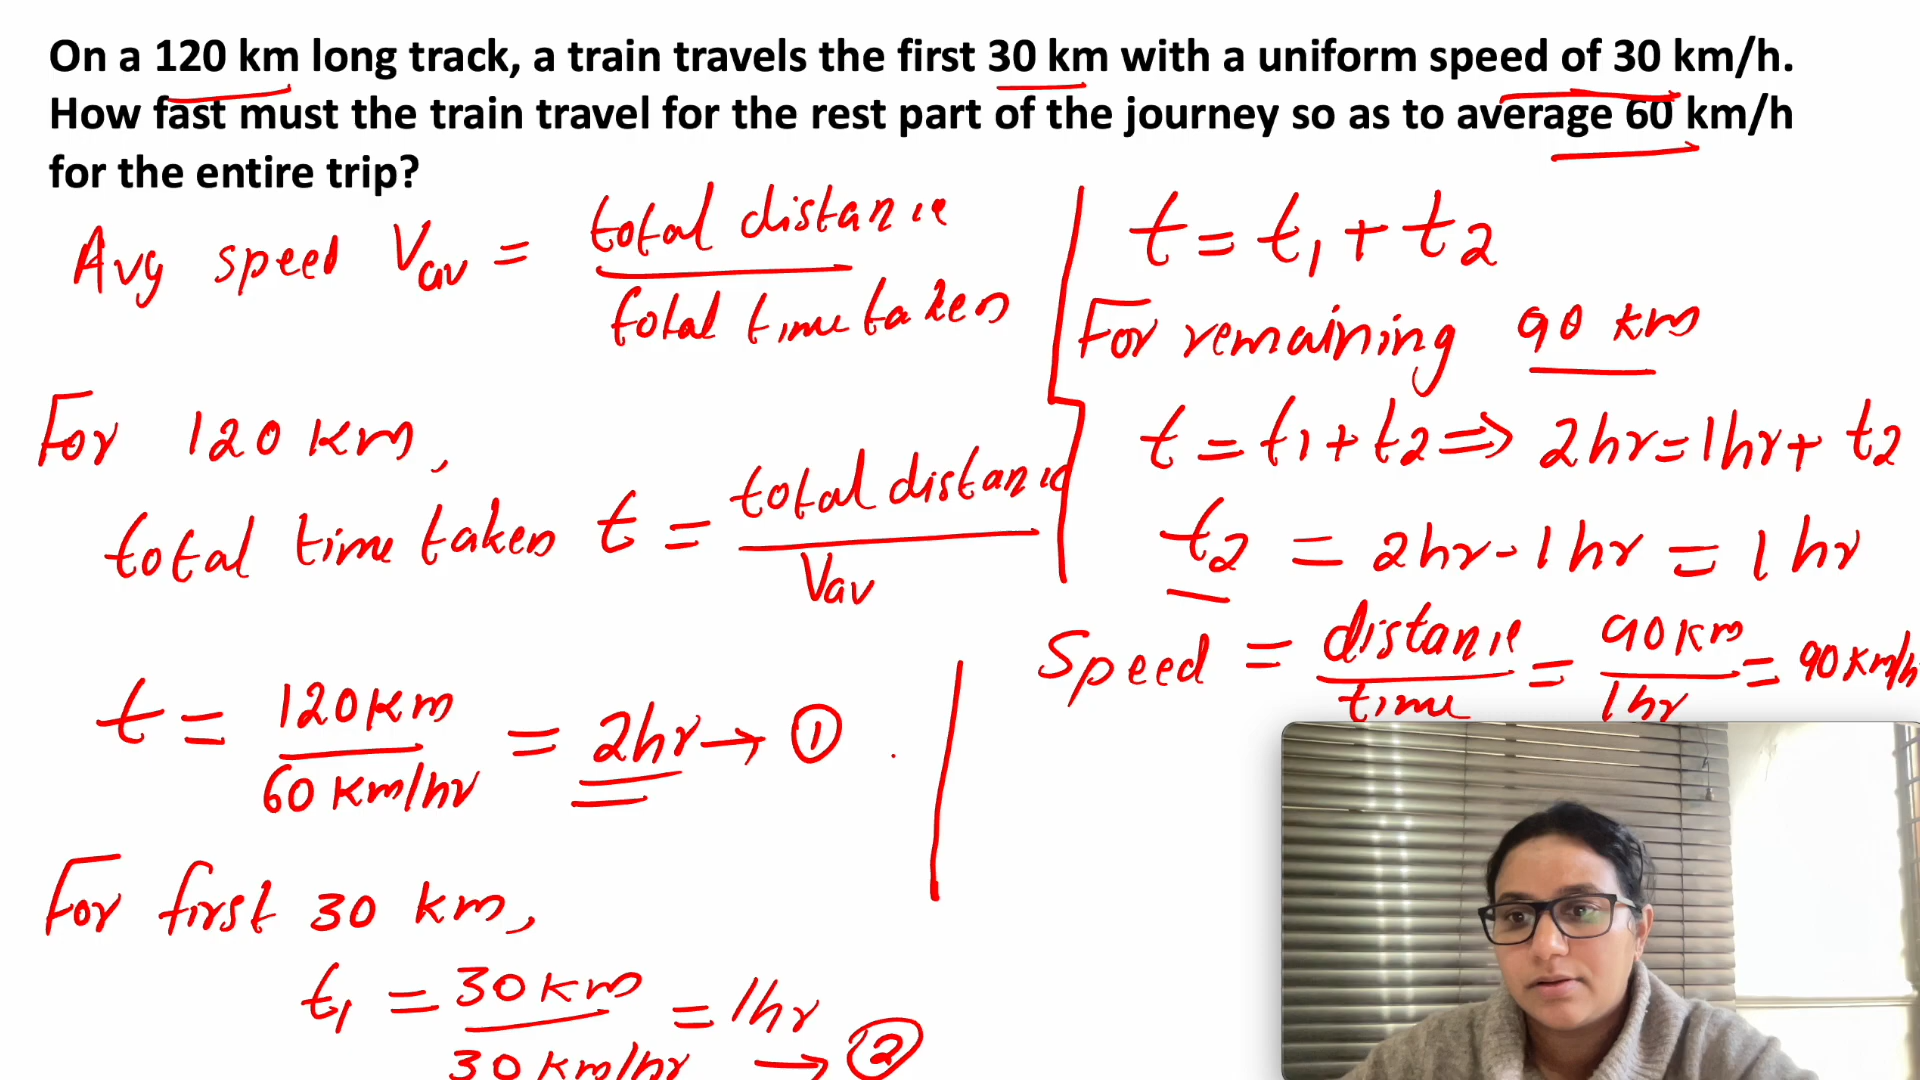 On a 120 km long track, a train travels the first 30 km with a uniform speed of 30 km/h.
How fast must the train travel for the rest part of the journey so as to average 60 km/h
for the entire trip?
Avg speed Vav = total distance / total time taken
For 120 km,
total time taken t = total distance / Vav
t = 120 km / 60 km/hr = 2hr → ①
For first 30 km,
t1 = 30 km / 30 km/hr = 1hr → ②
t = t1 + t2
For remaining 90 km
t = t1 + t2 ⇒ 2hr = 1hr + t2
t2 = 2hr - 1hr = 1 hr
Speed = distance / time = 90 km / 1hr = 90 km/h